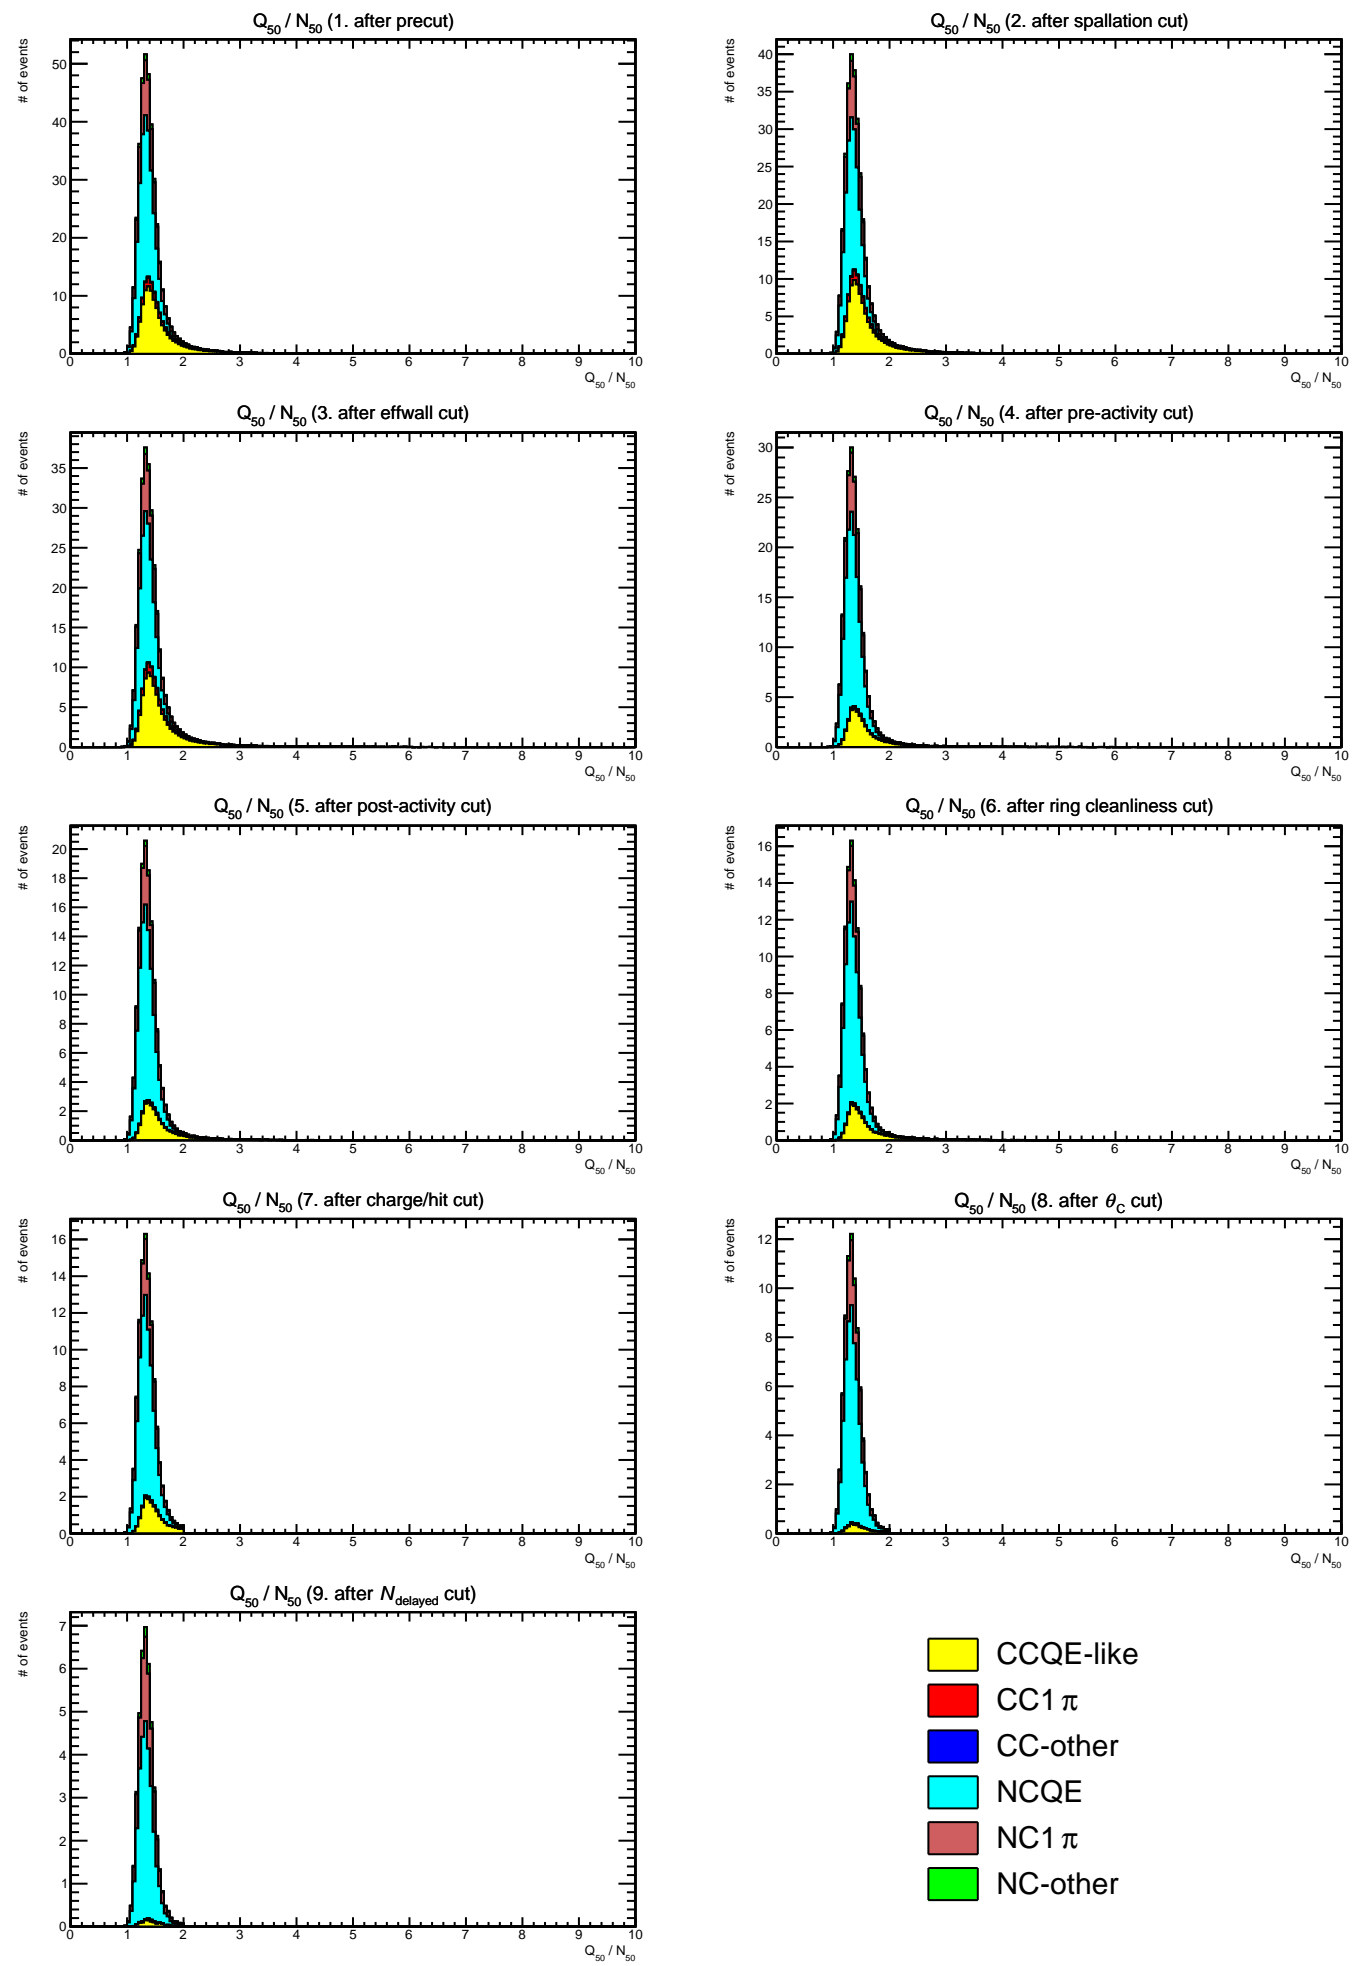 Q50 / N50 (1. after precut)
# of events
0 10 20 30 40 50
0 1 2 3 4 5 6 7 8 9 10
Q50 / N50
Q50 / N50 (2. after spallation cut)
# of events
0 5 10 15 20 25 30 35 40
0 1 2 3 4 5 6 7 8 9 10
Q50 / N50
Q50 / N50 (3. after effwall cut)
# of events
0 5 10 15 20 25 30 35
0 1 2 3 4 5 6 7 8 9 10
Q50 / N50
Q50 / N50 (4. after pre-activity cut)
# of events
0 5 10 15 20 25 30
0 1 2 3 4 5 6 7 8 9 10
Q50 / N50
Q50 / N50 (5. after post-activity cut)
# of events
0 2 4 6 8 10 12 14 16 18 20
0 1 2 3 4 5 6 7 8 9 10
Q50 / N50
Q50 / N50 (6. after ring cleanliness cut)
# of events
0 2 4 6 8 10 12 14 16
0 1 2 3 4 5 6 7 8 9 10
Q50 / N50
Q50 / N50 (7. after charge/hit cut)
# of events
0 2 4 6 8 10 12 14 16
0 1 2 3 4 5 6 7 8 9 10
Q50 / N50
Q50 / N50 (8. after θC cut)
# of events
0 2 4 6 8 10 12
0 1 2 3 4 5 6 7 8 9 10
Q50 / N50
Q50 / N50 (9. after Ndelayed cut)
# of events
0 1 2 3 4 5 6 7
0 1 2 3 4 5 6 7 8 9 10
Q50 / N50
CCQE-like
CC1π
CC-other
NCQE
NC1π
NC-other